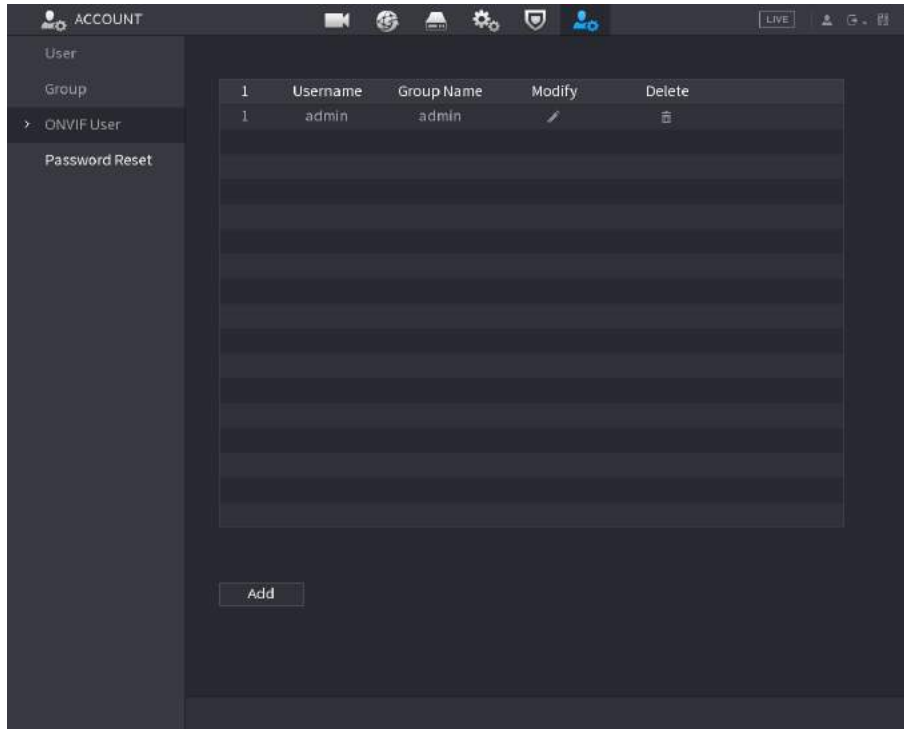 ACCOUNT LIVE
User
Group
> ONVIF User
Password Reset
1 Username Group Name Modify Delete
1 admin admin
Add